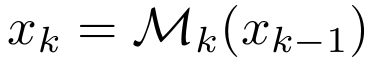 $x_k = \mathcal{M}_k(x_{k-1})$